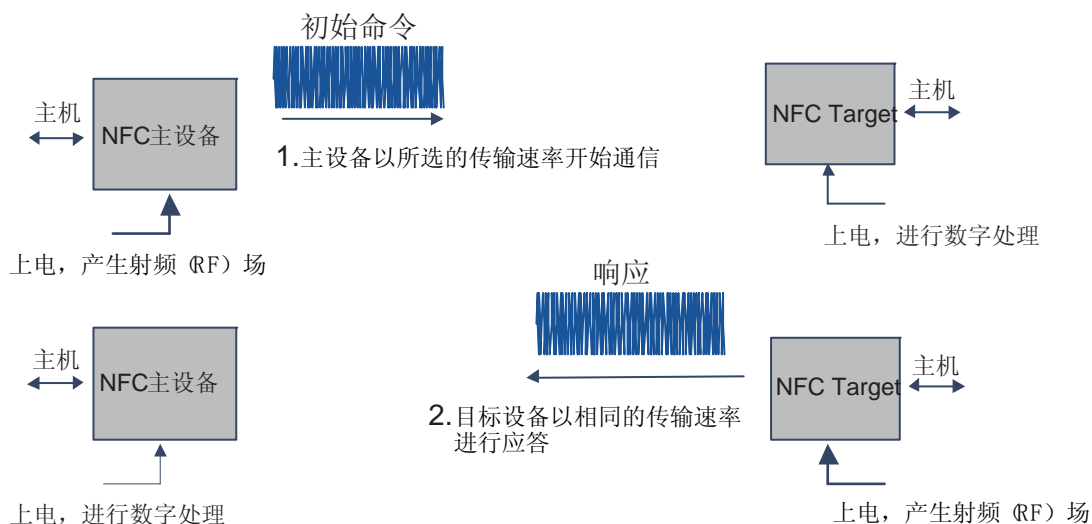 初始命令
主机
NFC主设备
1.主设备以所选的传输速率开始通信
上电，产生射频（RF）场
NFC Target
主机
上电，进行数字处理
响应
主机
NFC主设备
2.目标设备以相同的传输速率
进行应答
上电，进行数字处理
NFC Target
主机
上电，产生射频（RF）场